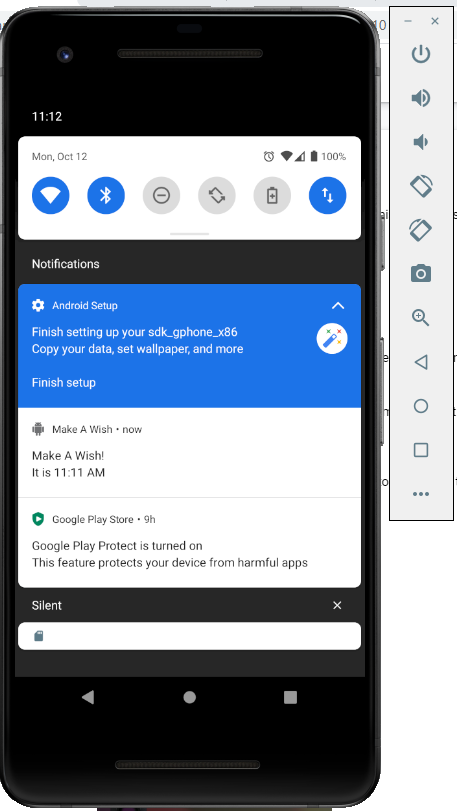 10
11:12
Mon, Oct 12
100%
Notifications
Android Setup
Finish setting up your sdk_gphone_x86
Copy your data, set wallpaper, and more
Finish setup
Make A Wish • now
Make A Wish!
It is 11:11 AM
Google Play Store • 9h
Google Play Protect is turned on
This feature protects your device from harmful apps
Silent